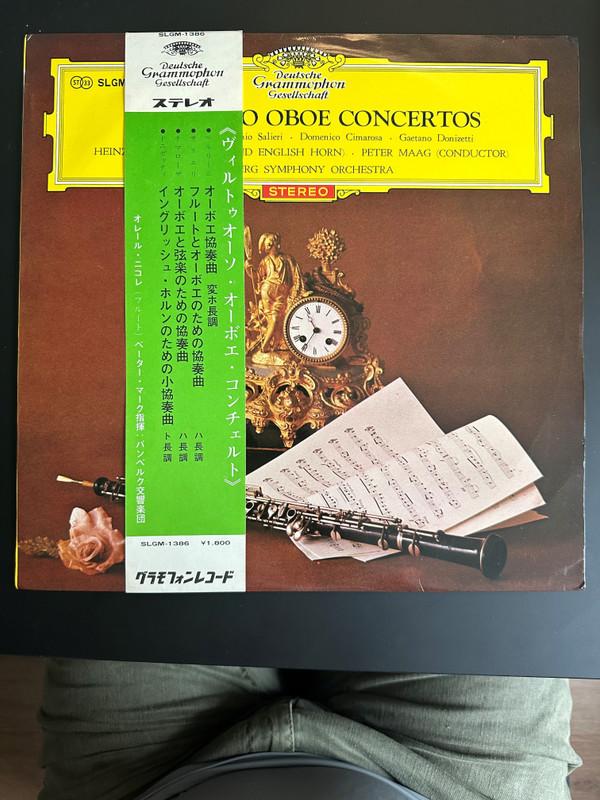 SLGM-1386
Deutsche
Grammophon
Gesellschaft
ステレオ
《ヴィルトゥオーソ・オーボエ・コンチェルト》
オーボエ協奏曲 変ホ長調
フルートとオーボエのための協奏曲 ハ長調
オーボエと弦楽のための協奏曲 ハ長調
イングリッシュ・ホルンのための小協奏曲 ト長調
オレール・ニコレ(フルート) ペーター・マーク指揮:バンベルク交響楽団
SLGM-1386 ¥1,800
グラモフォンレコード
ST33 SLGM
Deutsche
Grammophon
Gesellschaft
OBOE CONCERTOS
Salieri · Domenico Cimarosa · Gaetano Donizetti
HEINZ ND ENGLISH HORN) · PETER MAAG (CONDUCTOR)
RG SYMPHONY ORCHESTRA
STEREO